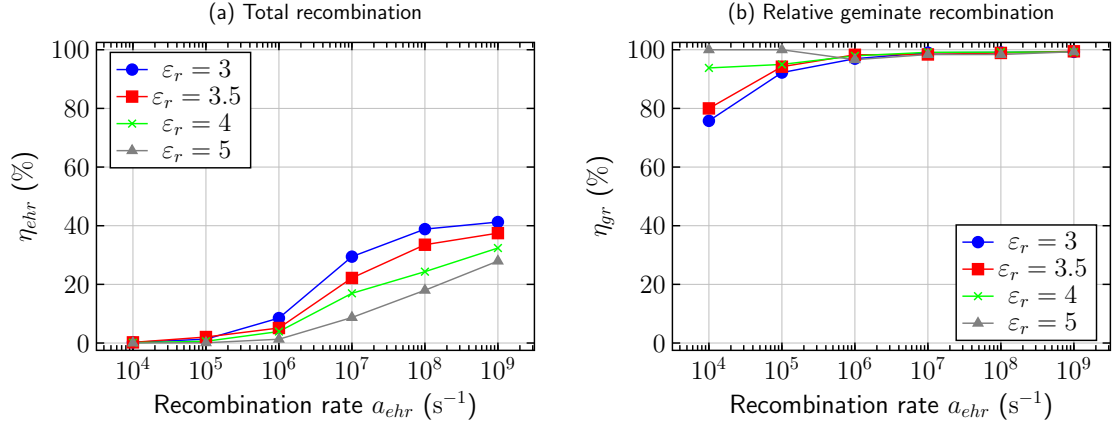 (a) Total recombination
100
80
60
40
20
0
η_ehr (%)
ε_r = 3
ε_r = 3.5
ε_r = 4
ε_r = 5
10^4 10^5 10^6 10^7 10^8 10^9
Recombination rate a_ehr (s^−1)
(b) Relative geminate recombination
100
80
60
40
20
0
η_gr (%)
ε_r = 3
ε_r = 3.5
ε_r = 4
ε_r = 5
10^4 10^5 10^6 10^7 10^8 10^9
Recombination rate a_ehr (s^−1)